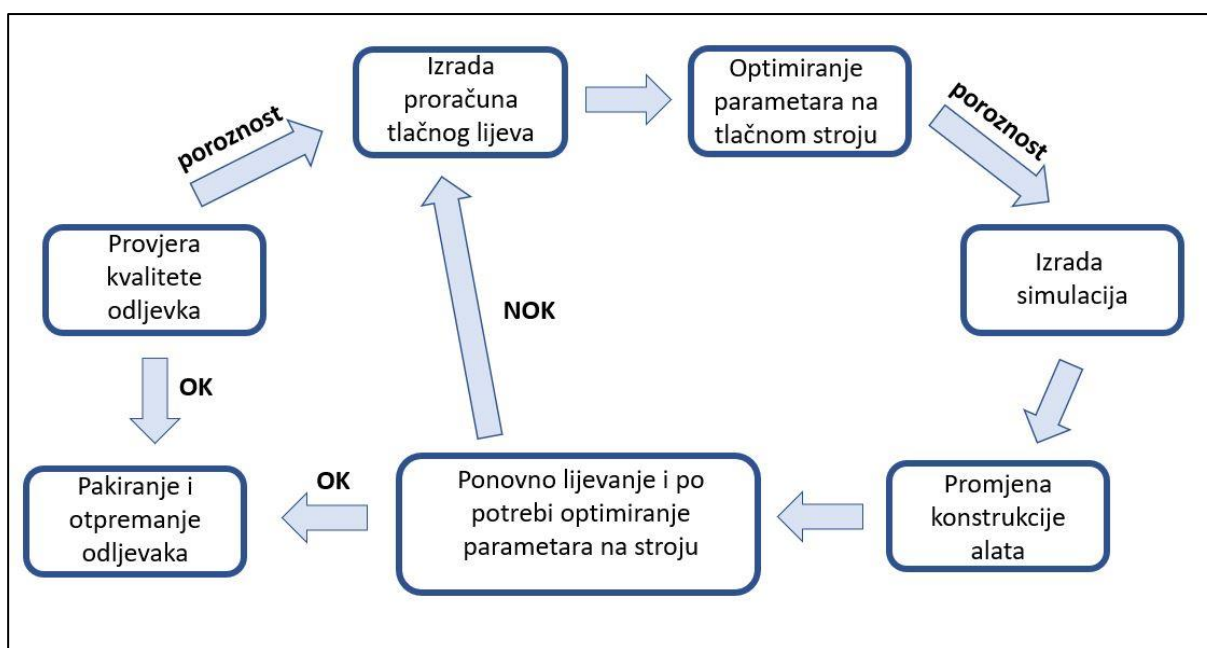 Izrada
proračuna
tlačnog lijeva
Optimiranje
parametara na
tlačnom stroju
poroznost
poroznost
Provjera
kvalitete
odljevka
Izrada
simulacija
NOK
OK
Pakiranje i
otpremanje
odljevaka
OK
Ponovno lijevanje i po
potrebi optimiranje
parametara na stroju
Promjena
konstrukcije
alata